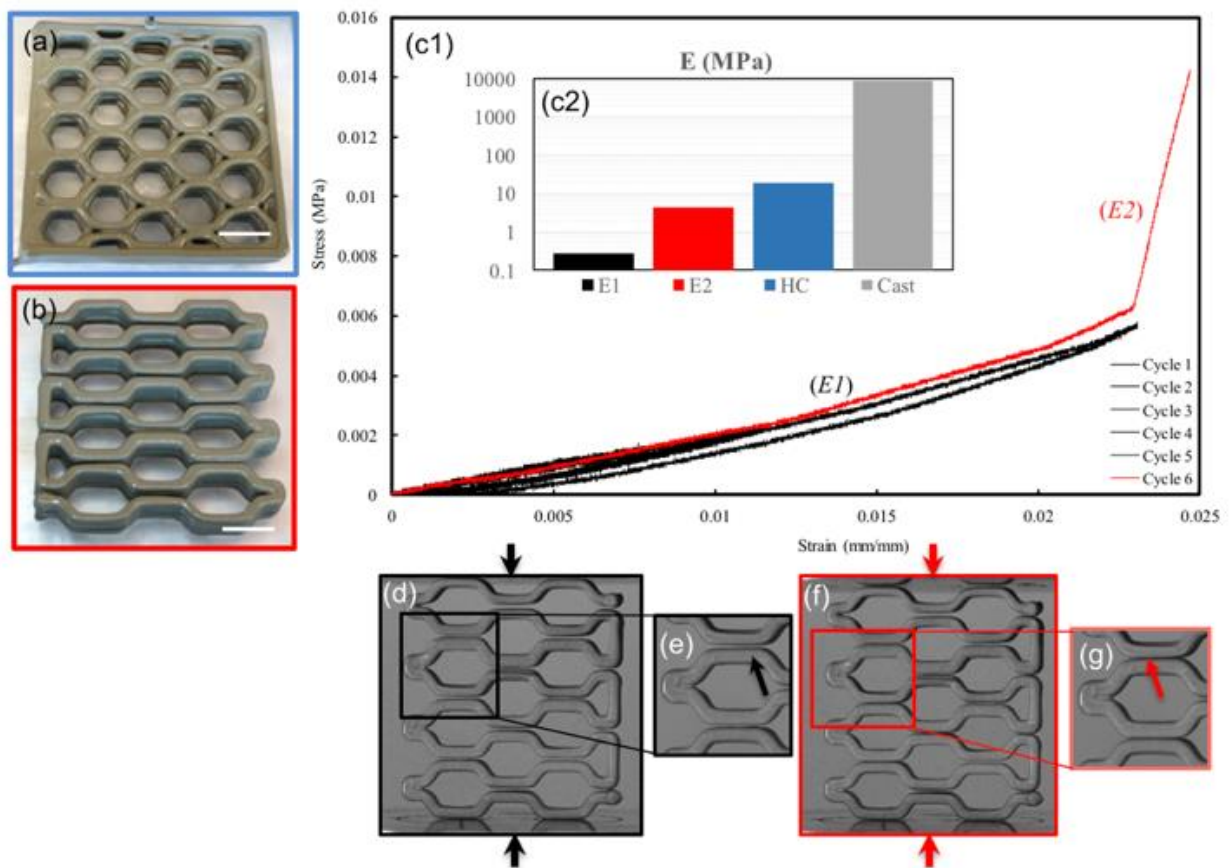 (a)
(b)
(c1)
0.016
0.014
0.012
0.01
0.008
0.006
0.004
0.002
0
Stress (MPa)
E (MPa)
(c2)
10000
1000
100
10
1
0.1
E1 E2 HC Cast
(E2)
(E1)
Cycle 1
Cycle 2
Cycle 3
Cycle 4
Cycle 5
Cycle 6
0 0.005 0.01 0.015 0.02 0.025
Strain (mm/mm)
(d)
(e)
(f)
(g)